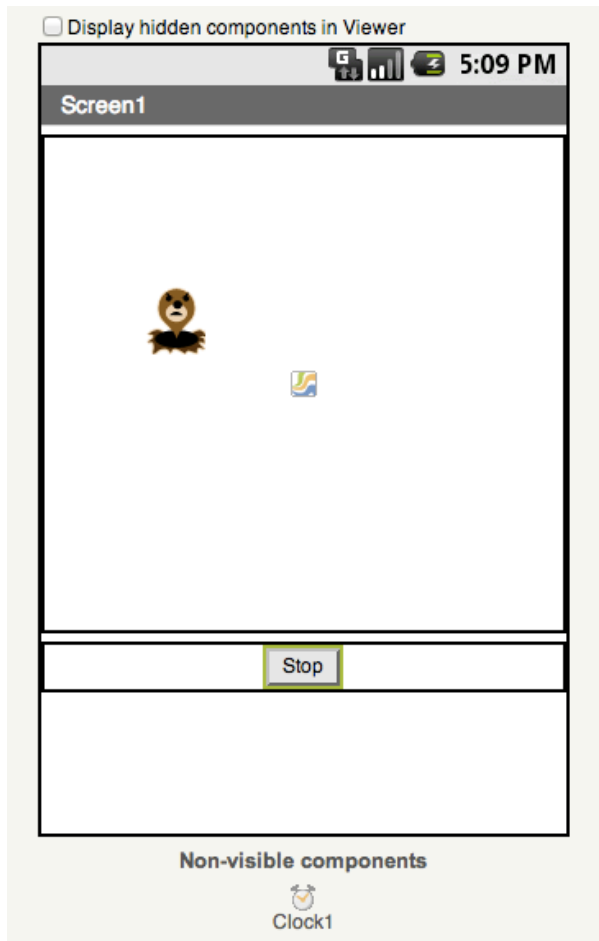 Display hidden components in Viewer
G 5:09 PM
Screen1
Stop
Non-visible components
Clock1